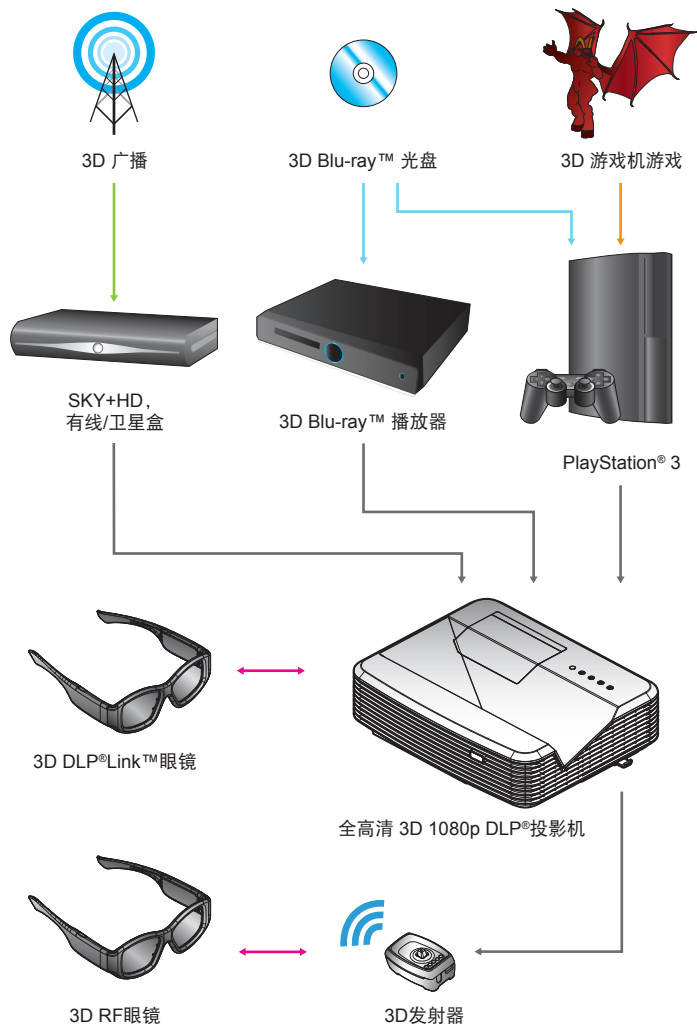 3D 广播
3D Blu-ray™ 光盘
3D 游戏机游戏
SKY+HD，
有线/卫星盒
3D Blu-ray™ 播放器
PlayStation® 3
3D DLP®Link™眼镜
全高清 3D 1080p DLP®投影机
3D RF眼镜
3D发射器